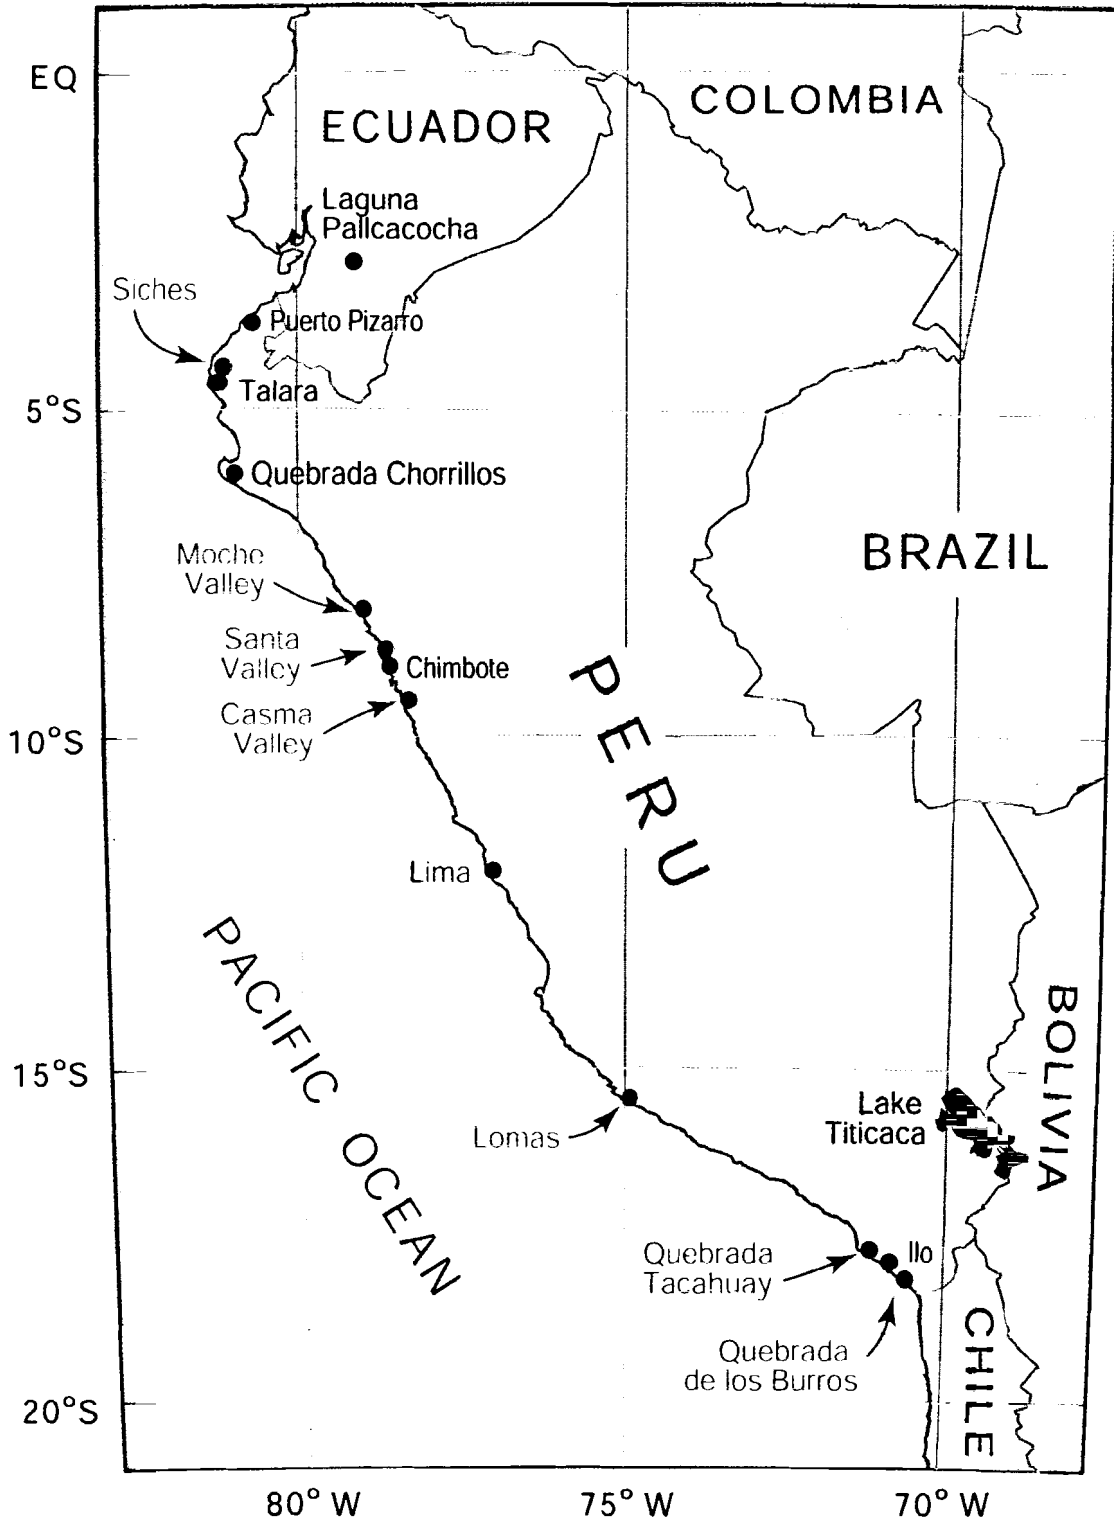 EQ
ECUADOR
COLOMBIA
Laguna
Pallcacocha
Siches
Puerto Pizarro
Talara
5°S
Quebrada Chorrillos
Moche
Valley
BRAZIL
Santa
Valley
Chimbote
Casma
Valley
PERU
10°S
Lima
PACIFIC OCEAN
BOLIVIA
15°S
Lake
Titicaca
Lomas
Quebrada
Tacahuay
Ilo
CHILE
Quebrada
de los Burros
20°S
80°W
75°W
70°W